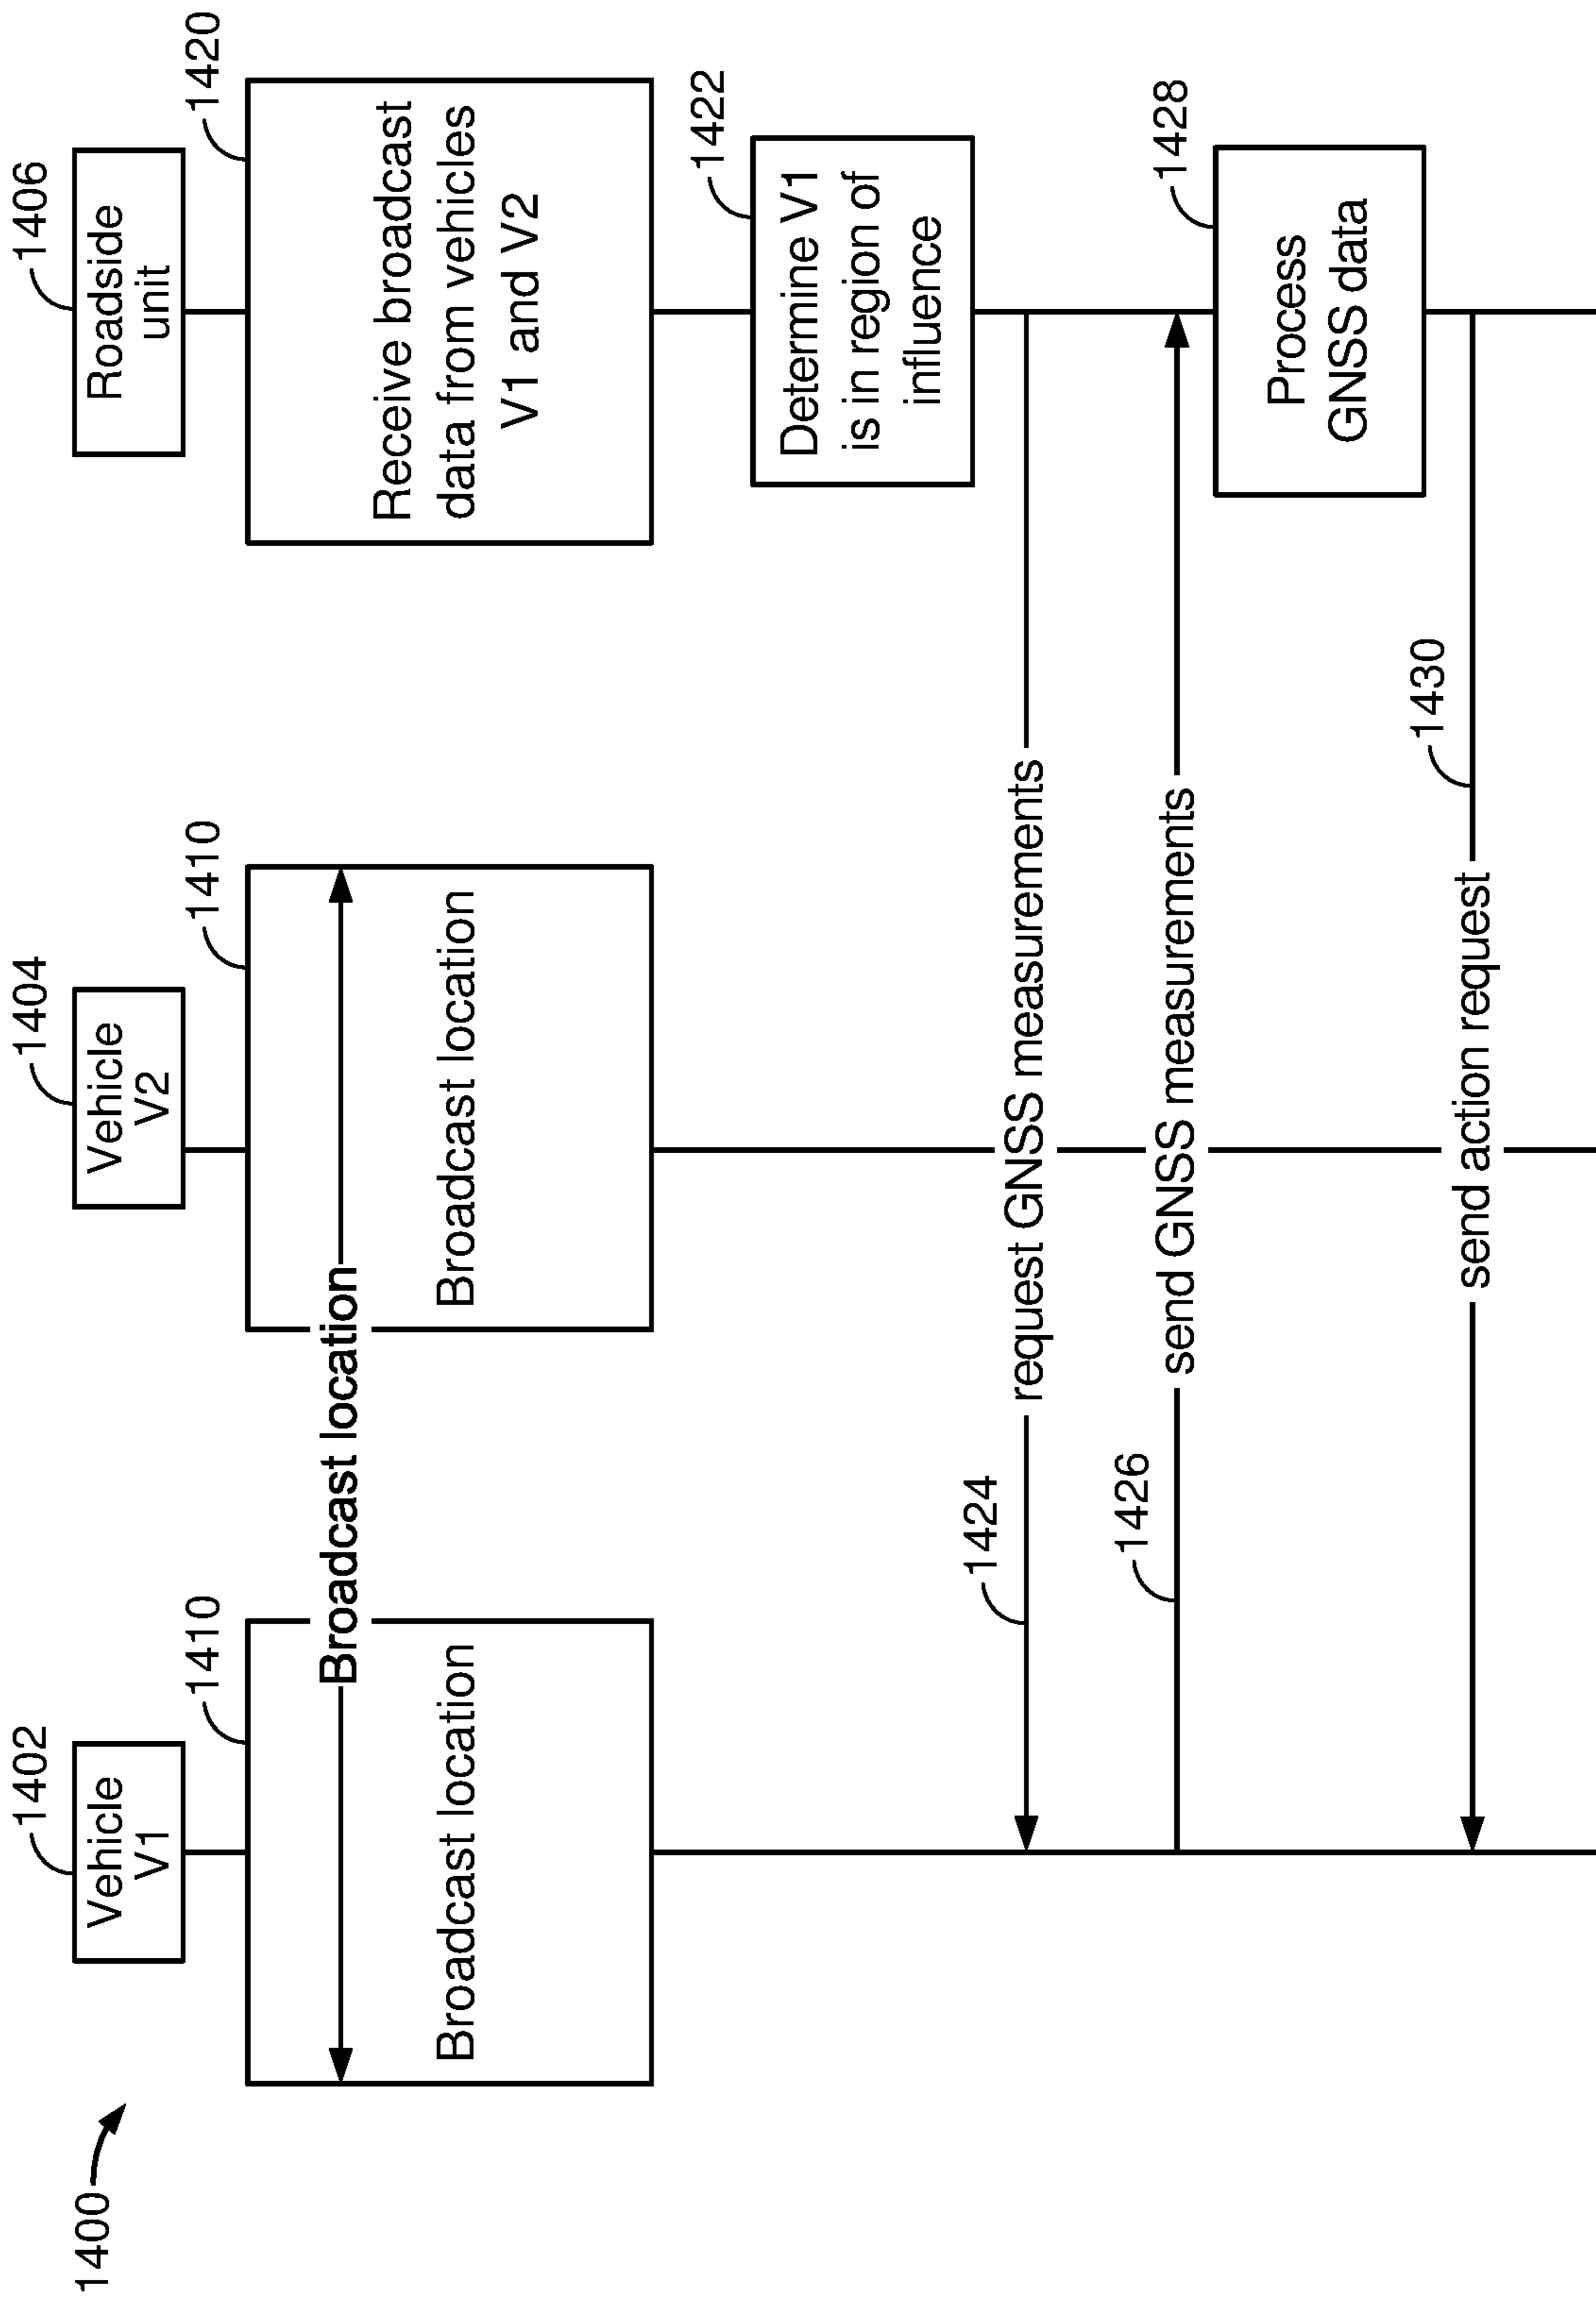 1400
1402
Vehicle
V1
1404
Vehicle
V2
1406
Roadside
unit
1410
Broadcast location
1410
Broadcast location
Broadcast location
1420
Receive broadcast
data from vehicles
V1 and V2
1422
Determine V1
is in region of
influence
1424
request GNSS measurements
1426
send GNSS measurements
1428
Process
GNSS data
1430
send action request